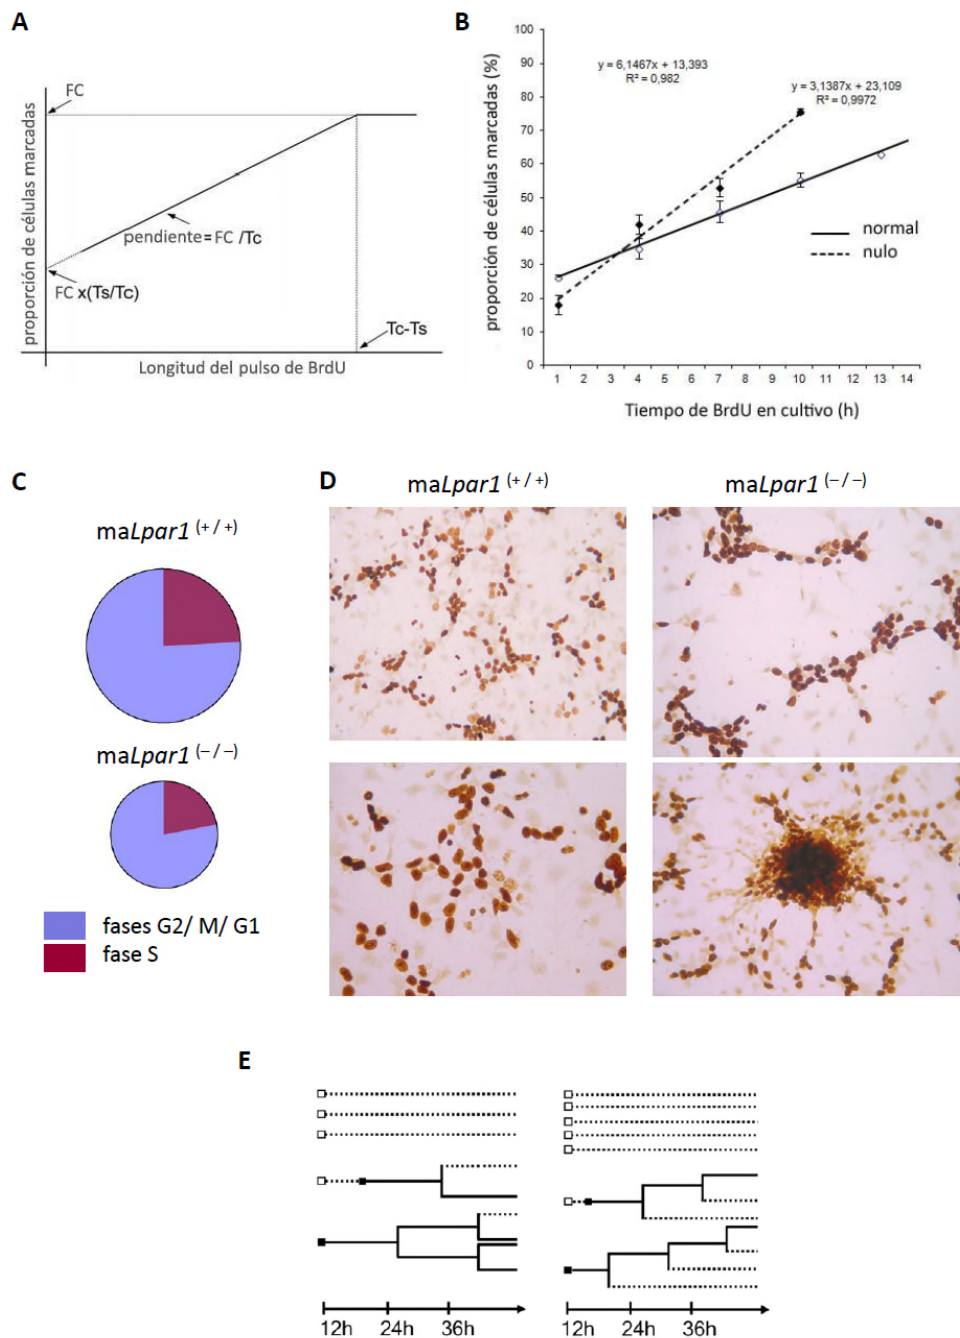 A
FC
pendiente = FC /Tc
FC x(Ts/Tc)
Tc-Ts
proporción de células marcadas
Longitud del pulso de BrdU
B
y = 6,1467x + 13,393
R² = 0,982
y = 3,1387x + 23,109
R² = 0,9972
100
90
80
70
60
50
40
30
20
10
0
normal
nulo
1 2 3 4 5 6 7 8 9 10 11 12 13 14
proporción de células marcadas (%)
Tiempo de BrdU en cultivo (h)
C
maLpar1 (+ / +)
maLpar1 (– / –)
fases G2/ M/ G1
fase S
D
maLpar1 (+ / +)
maLpar1 (– / –)
E
12h 24h 36h
12h 24h 36h